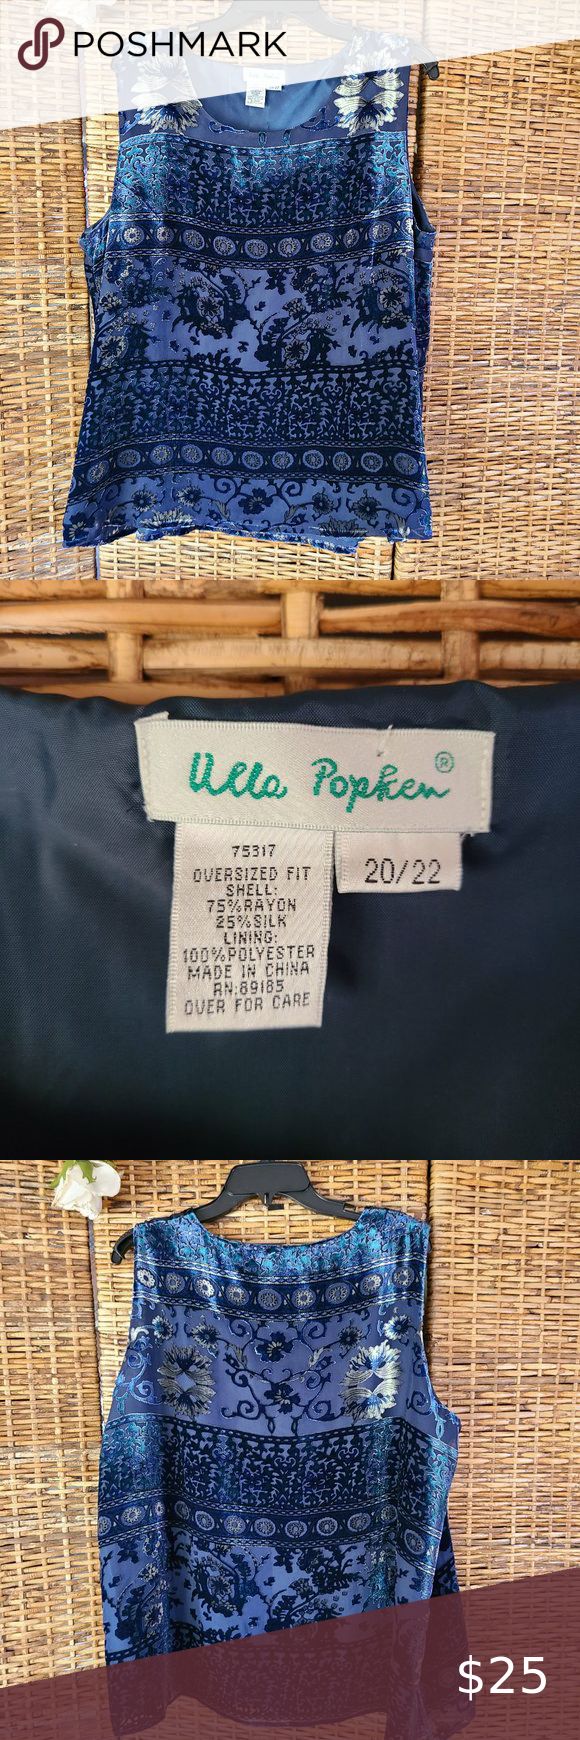 POSHMARK
Ulla Popken®
75317
OVERSIZED FIT
SHELL:
75%RAYON
25%SILK
LINING:
100%POLYESTER
MADE IN CHINA
RN:89185
OVER FOR CARE
20/22
$25